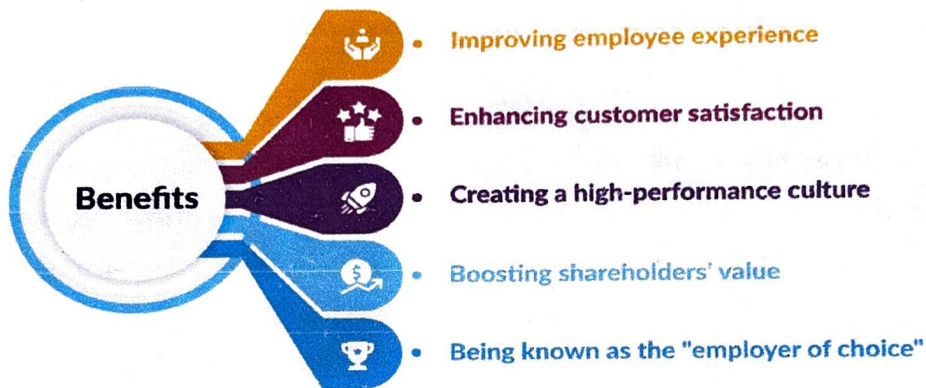 Benefits
• Improving employee experience
• Enhancing customer satisfaction
• Creating a high-performance culture
• Boosting shareholders' value
• Being known as the "employer of choice"